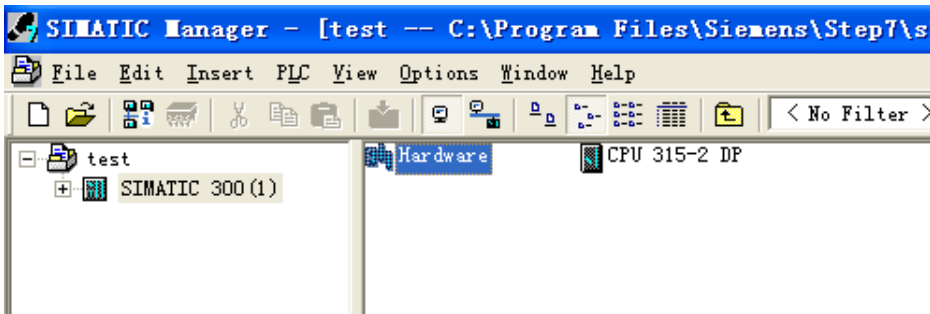 SIMATIC Manager - [test -- C:\Program Files\Siemens\Step7\s
File Edit Insert PLC View Options Window Help
< No Filter >
test
Hardware
CPU 315-2 DP
SIMATIC 300(1)